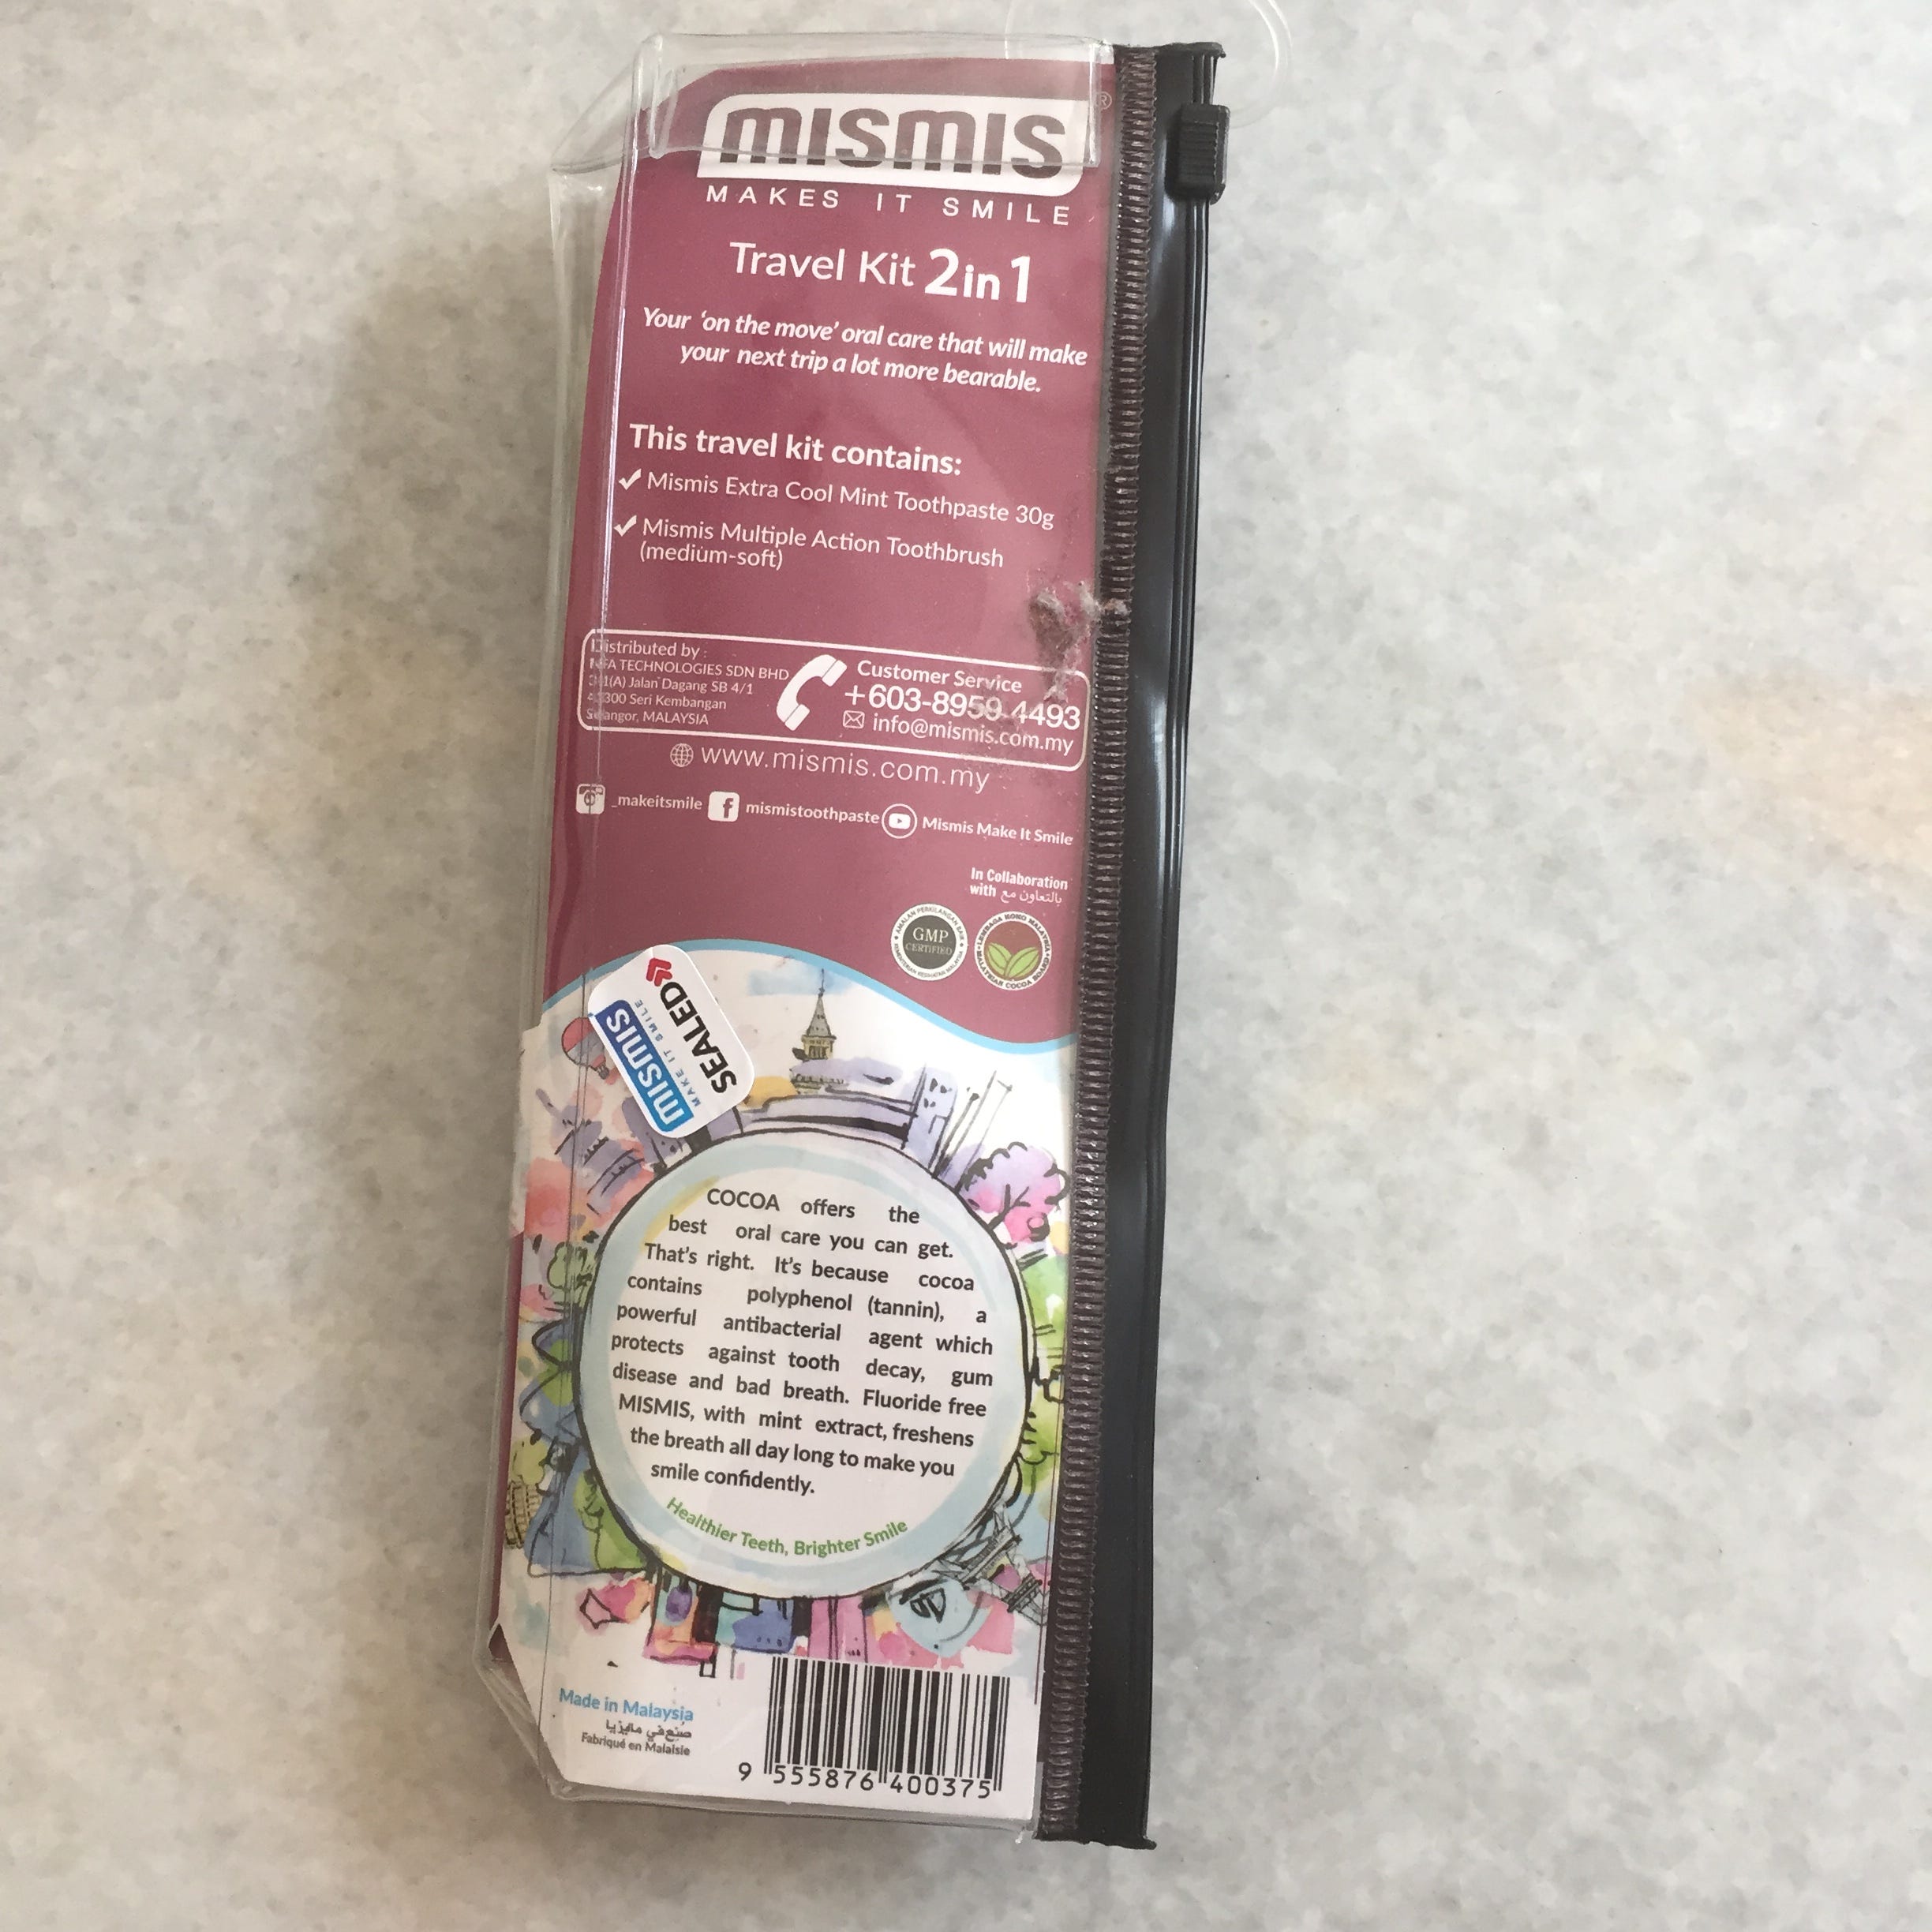 mismis®
MAKES IT SMILE
Travel Kit 2in1
Your 'on the move' oral care that will make
your next trip a lot more bearable.
This travel kit contains:
Mismis Extra Cool Mint Toothpaste 30g
Mismis Multiple Action Toothbrush
(medium-soft)
Distributed by :
TECHNOLOGIES SDN BHD
Jalan Dagang SB 4/1
Seri Kembangan
Selangor, MALAYSIA
Customer Service
+603-8959 4493
info@mismis.com.my
www.mismis.com.my
_makeitsmile
mismistoothpaste
Mismis Make It Smile
In Collaboration
with بالتعاون مع
GMP
CERTIFIED
LEMBAGA KOKO MALAYSIA
MALAYSIAN COCOA BOARD
SEALED
MAKE IT SMILE
mismis
COCOA offers the
best oral care you can get.
That's right. It's because cocoa
contains polyphenol (tannin), a
powerful antibacterial agent which
protects against tooth decay, gum
disease and bad breath. Fluoride free
MISMIS, with mint extract, freshens
the breath all day long to make you
smile confidently.
Healthier Teeth, Brighter Smile
Made in Malaysia
صنع في ماليزيا
Fabriqué en Malaisie
9 555876 400375